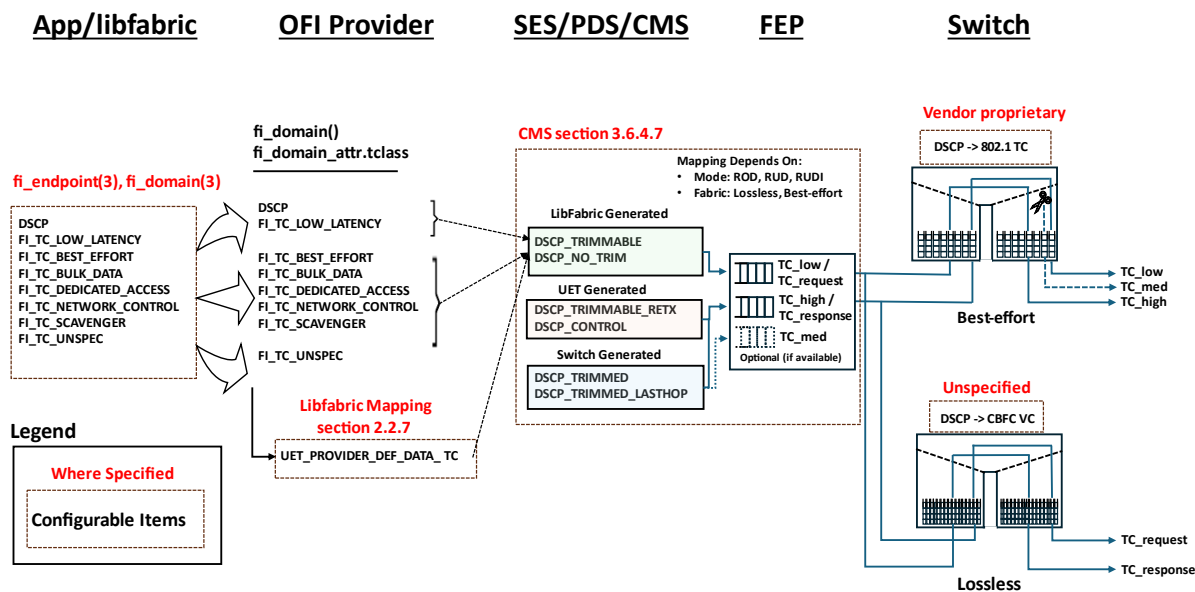 App/libfabric
OFI Provider
SES/PDS/CMS
FEP
Switch
fi_endpoint(3), fi_domain(3)
DSCP
FI_TC_LOW_LATENCY
FI_TC_BEST_EFFORT
FI_TC_BULK_DATA
FI_TC_DEDICATED_ACCESS
FI_TC_NETWORK_CONTROL
FI_TC_SCAVENGER
FI_TC_UNSPEC
Legend
Where Specified
Configurable Items
fi_domain()
fi_domain_attr.tclass
DSCP
FI_TC_LOW_LATENCY
FI_TC_BEST_EFFORT
FI_TC_BULK_DATA
FI_TC_DEDICATED_ACCESS
FI_TC_NETWORK_CONTROL
FI_TC_SCAVENGER
FI_TC_UNSPEC
Libfabric Mapping
section 2.2.7
UET_PROVIDER_DEF_DATA_ TC
CMS section 3.6.4.7
Mapping Depends On:
• Mode: ROD, RUD, RUDI
• Fabric: Lossless, Best-effort
LibFabric Generated
DSCP_TRIMMABLE
DSCP_NO_TRIM
UET Generated
DSCP_TRIMMABLE_RETX
DSCP_CONTROL
Switch Generated
DSCP_TRIMMED
DSCP_TRIMMED_LASTHOP
TC_low /
TC_request
TC_high /
TC_response
TC_med
Optional (if available)
Vendor proprietary
DSCP -> 802.1 TC
TC_low
TC_med
TC_high
Best-effort
Unspecified
DSCP -> CBFC VC
TC_request
TC_response
Lossless